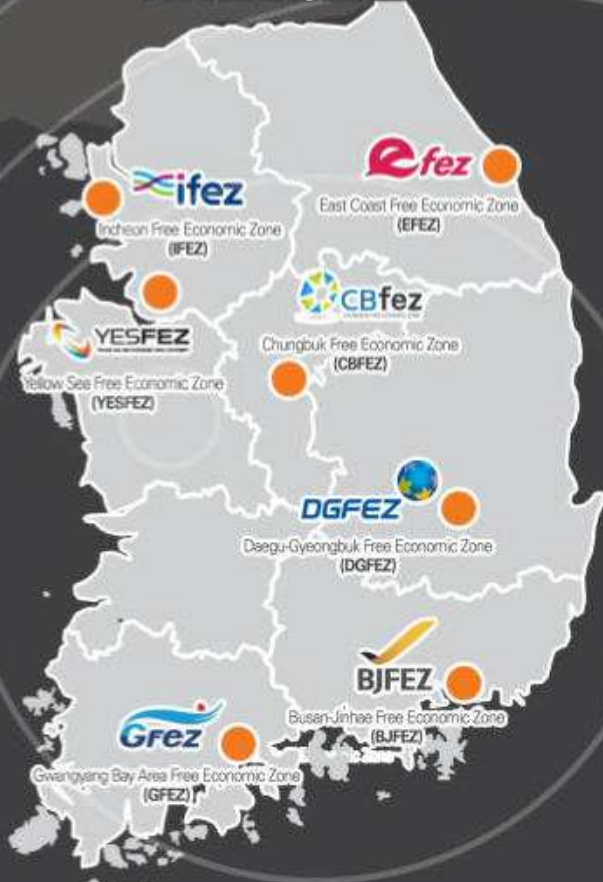 efez
East Coast Free Economic Zone
(EFEZ)
ifez
Incheon Free Economic Zone
(IFEZ)
CBfez
Chungbuk Free Economic Zone
(CBFEZ)
YESFEZ
Yellow See Free Economic Zone
(YESFEZ)
DGFEZ
Daegu-Gyeongbuk Free Economic Zone
(DGFEZ)
BJFEZ
Busan-Jinhae Free Economic Zone
(BJFEZ)
GFez
Gwangyang Bay Area Free Economic Zone
(GFEZ)